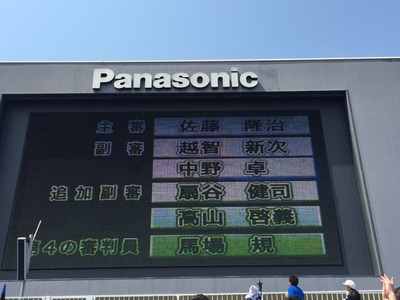 Panasonic
主 審 佐藤 隆治
副 審 越智 新次
中野 卓
追加副審 扇谷 健司
高山 啓義
第4の審判員 馬場 規